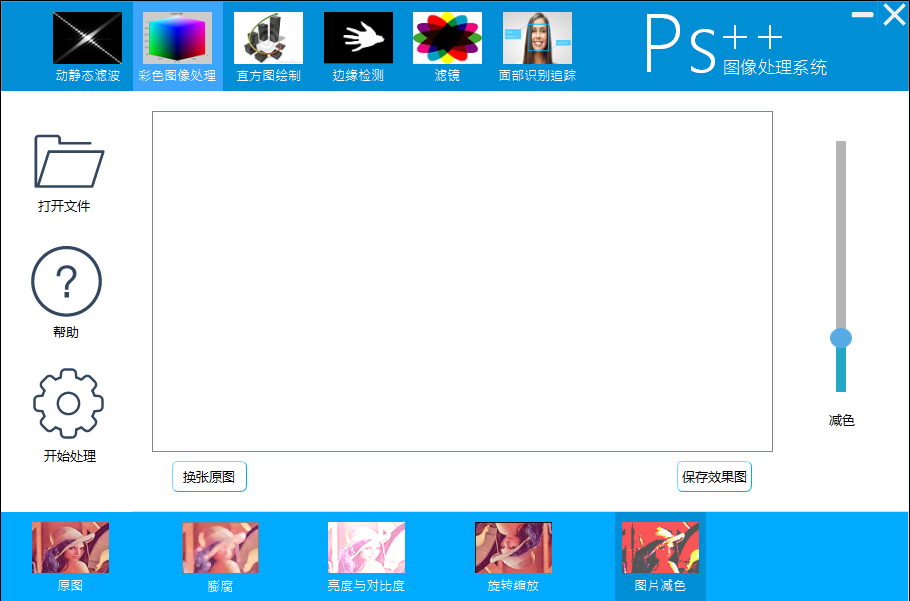 动静态滤波
彩色图像处理
直方图绘制
边缘检测
滤镜
面部识别追踪
Ps++
图像处理系统
打开文件
?
帮助
开始处理
减色
换张原图
保存效果图
原图
膨腐
亮度与对比度
旋转缩放
图片减色